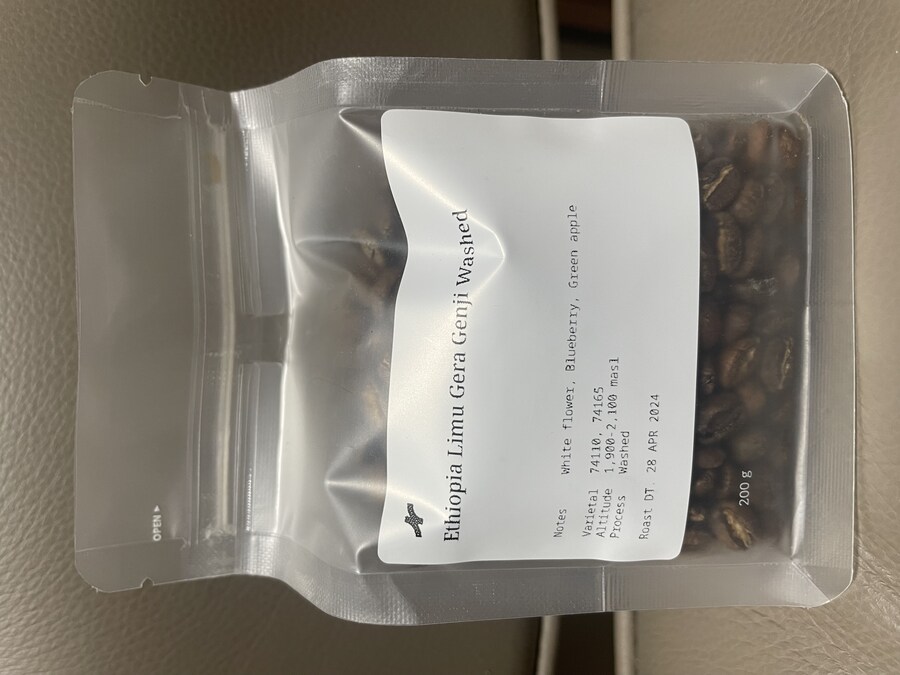 OPEN ▸
Ethiopia Limu Gera Genji Washed
Notes White flower, Blueberry, Green apple
Varietal 74110, 74165
Altitude 1,900-2,100 masl
Process Washed
Roast DT. 28 APR 2024
200 g